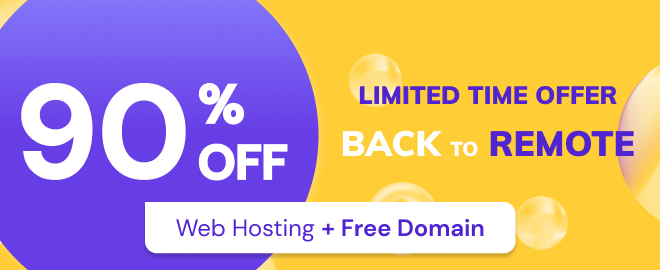 90%
OFF
LIMITED TIME OFFER
BACK TO REMOTE
Web Hosting + Free Domain